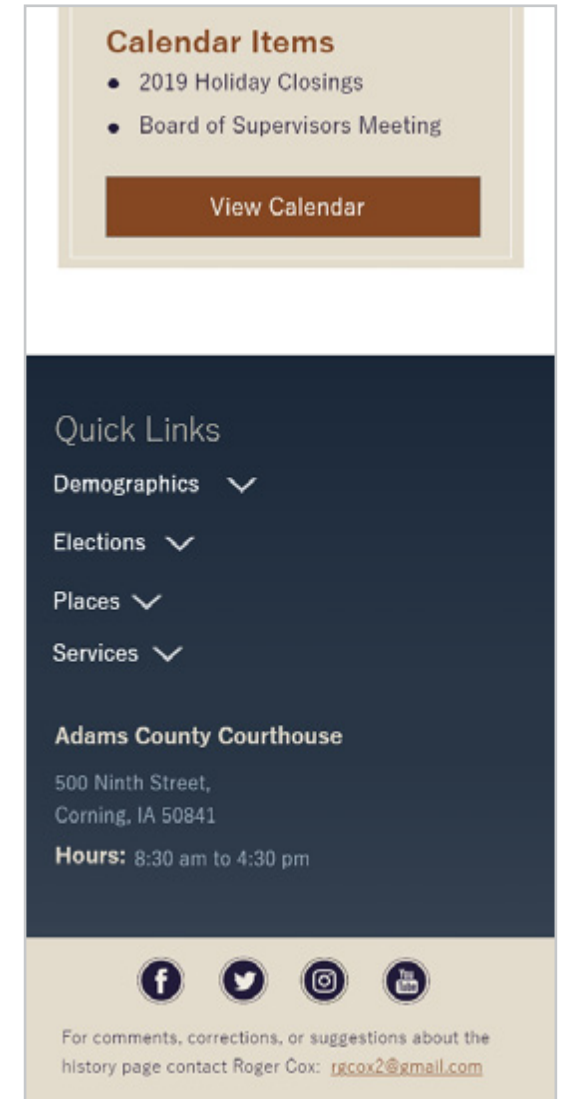 Calendar Items
2019 Holiday Closings
Board of Supervisors Meeting
View Calendar
Quick Links
Demographics
Elections
Places
Services
Adams County Courthouse
500 Ninth Street,
Corning, IA 50841
Hours: 8:30 am to 4:30 pm
You Tube
For comments, corrections, or suggestions about the
history page contact Roger Cox: rgcox2@gmail.com